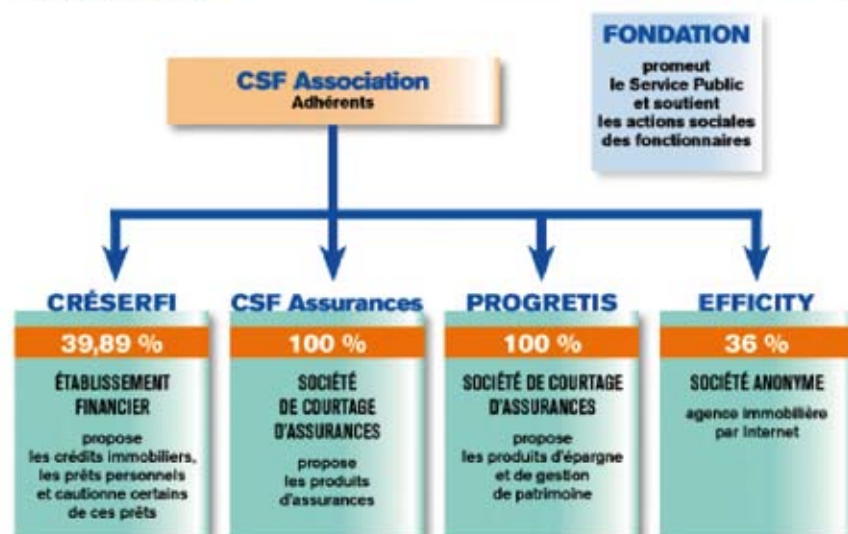 CSF Association
Adhérents
FONDATION
promeut
le Service Public
et soutient
les actions sociales
des fonctionnaires
CRÉSERFI
39,89 %
ÉTABLISSEMENT
FINANCIER
propose
les crédits immobiliers,
les prêts personnels
et cautionne certains
de ces prêts
CSF Assurances
100 %
SOCIÉTÉ
DE COURTAGE
D'ASSURANCES
propose
les produits
d'assurances
PROGRETIS
100 %
SOCIÉTÉ DE COURTAGE
D'ASSURANCES
propose
les produits d'épargne
et de gestion
de patrimoine
EFFICITY
36 %
SOCIÉTÉ ANONYME
agence immobilière
par Internet